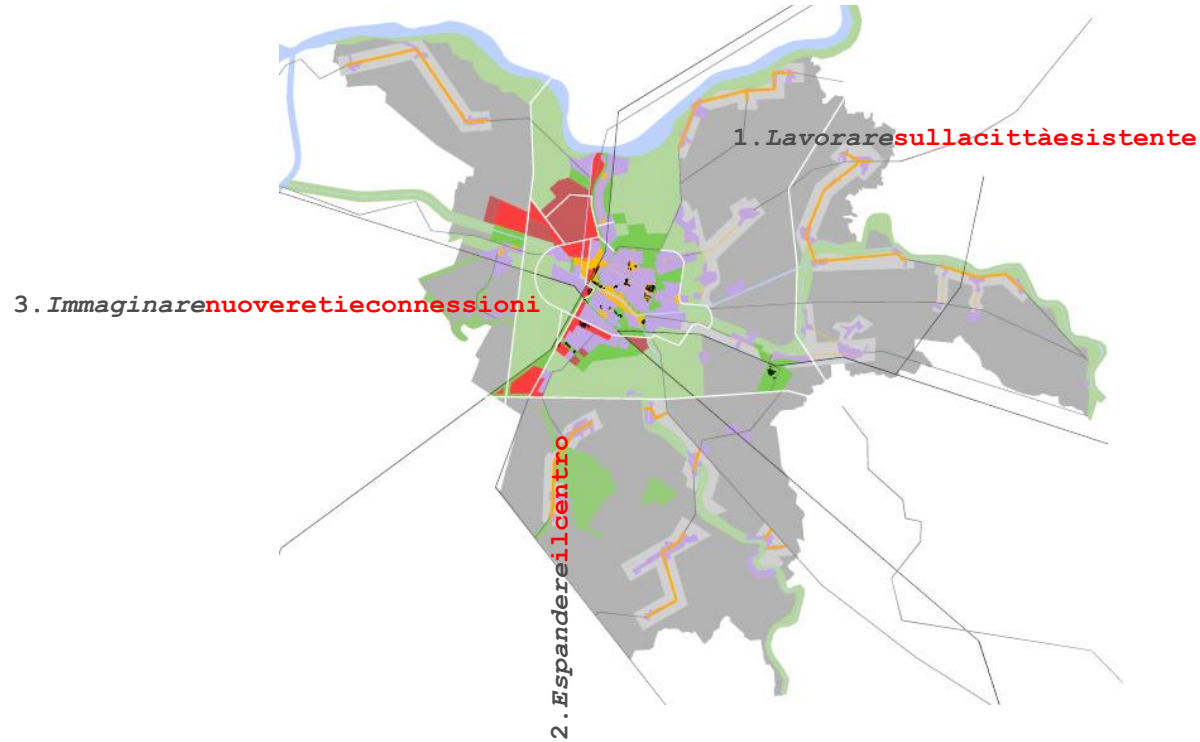 1.Lavoraresullacittàesistente
3.Immaginarenuoveretieconnessioni
2.Espandereilcentro